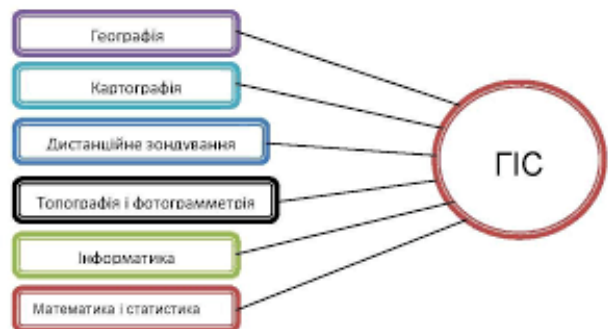 Географія
Картографія
Дистанційне зондування
Топографія і фотограмметрія
Інформатика
Математика і статистика
ГІС